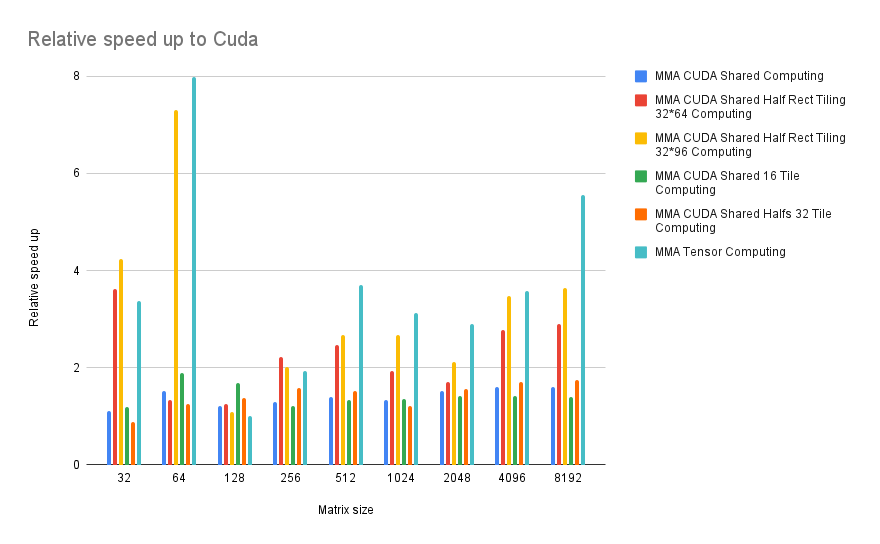 Relative speed up to Cuda
8
6
4
2
0
Relative speed up
32 64 128 256 512 1024 2048 4096 8192
Matrix size
MMA CUDA Shared Computing
MMA CUDA Shared Half Rect Tiling
32*64 Computing
MMA CUDA Shared Half Rect Tiling
32*96 Computing
MMA CUDA Shared 16 Tile
Computing
MMA CUDA Shared Halfs 32 Tile
Computing
MMA Tensor Computing